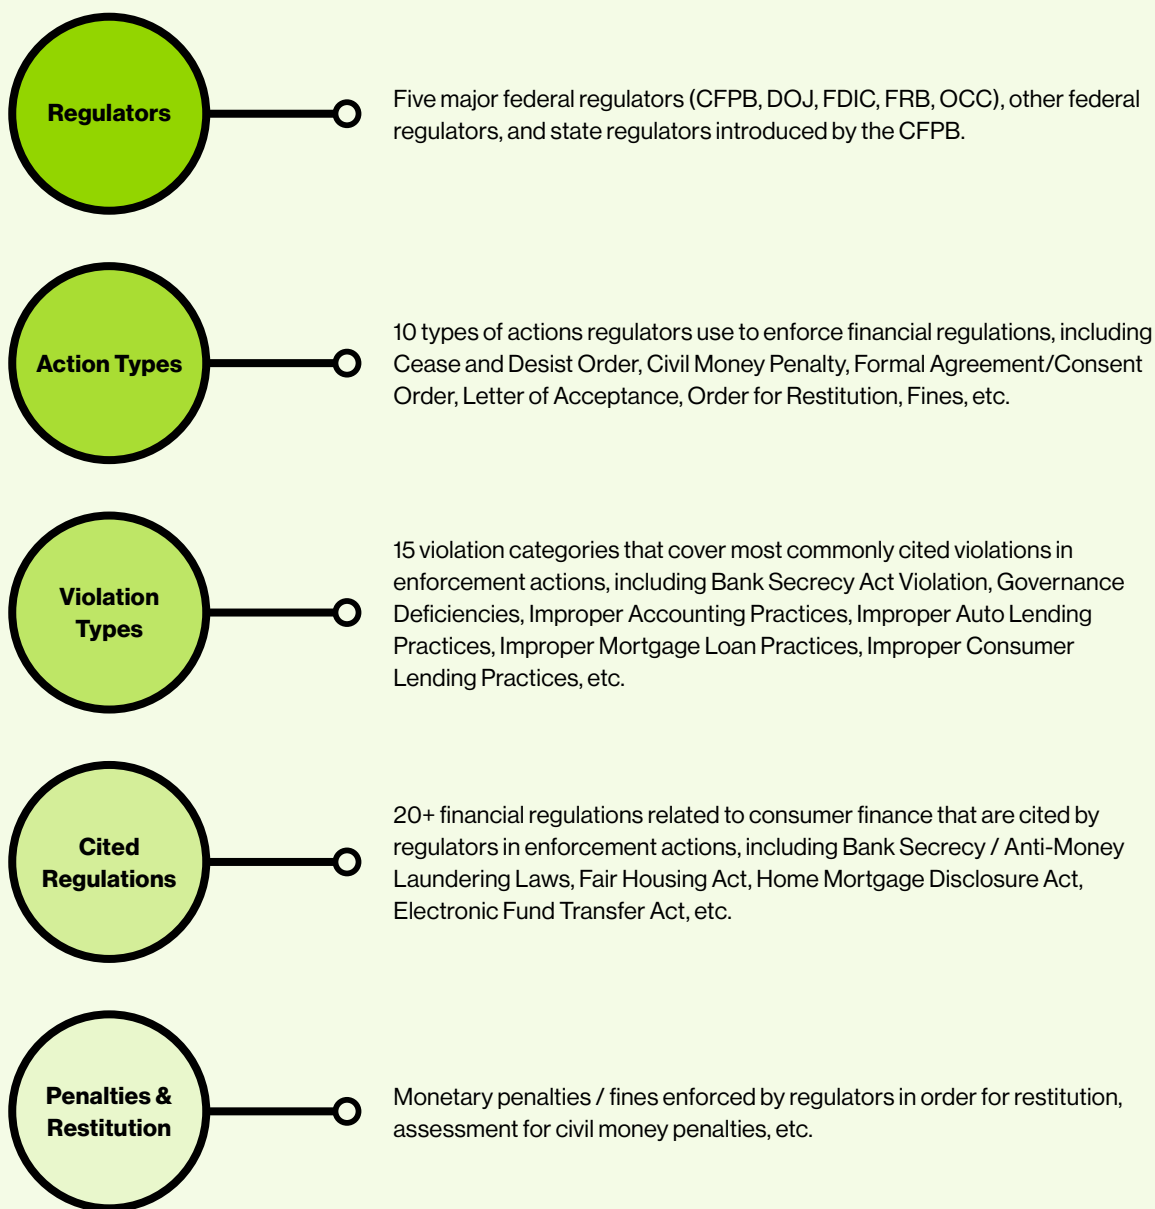 Regulators
Five major federal regulators (CFPB, DOJ, FDIC, FRB, OCC), other federal
regulators, and state regulators introduced by the CFPB.
Action Types
10 types of actions regulators use to enforce financial regulations, including
Cease and Desist Order, Civil Money Penalty, Formal Agreement/Consent
Order, Letter of Acceptance, Order for Restitution, Fines, etc.
Violation
Types
15 violation categories that cover most commonly cited violations in
enforcement actions, including Bank Secrecy Act Violation, Governance
Deficiencies, Improper Accounting Practices, Improper Auto Lending
Practices, Improper Mortgage Loan Practices, Improper Consumer
Lending Practices, etc.
Cited
Regulations
20+ financial regulations related to consumer finance that are cited by
regulators in enforcement actions, including Bank Secrecy / Anti-Money
Laundering Laws, Fair Housing Act, Home Mortgage Disclosure Act,
Electronic Fund Transfer Act, etc.
Penalties &
Restitution
Monetary penalties / fines enforced by regulators in order for restitution,
assessment for civil money penalties, etc.